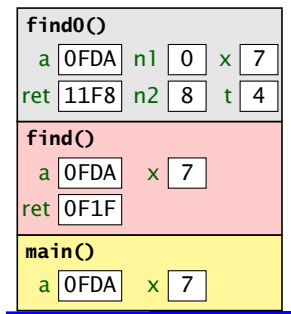 find0()
a 0FDA n1 0 x 7
ret 11F8 n2 8 t 4
find()
a 0FDA x 7
ret 0F1F
main()
a 0FDA x 7